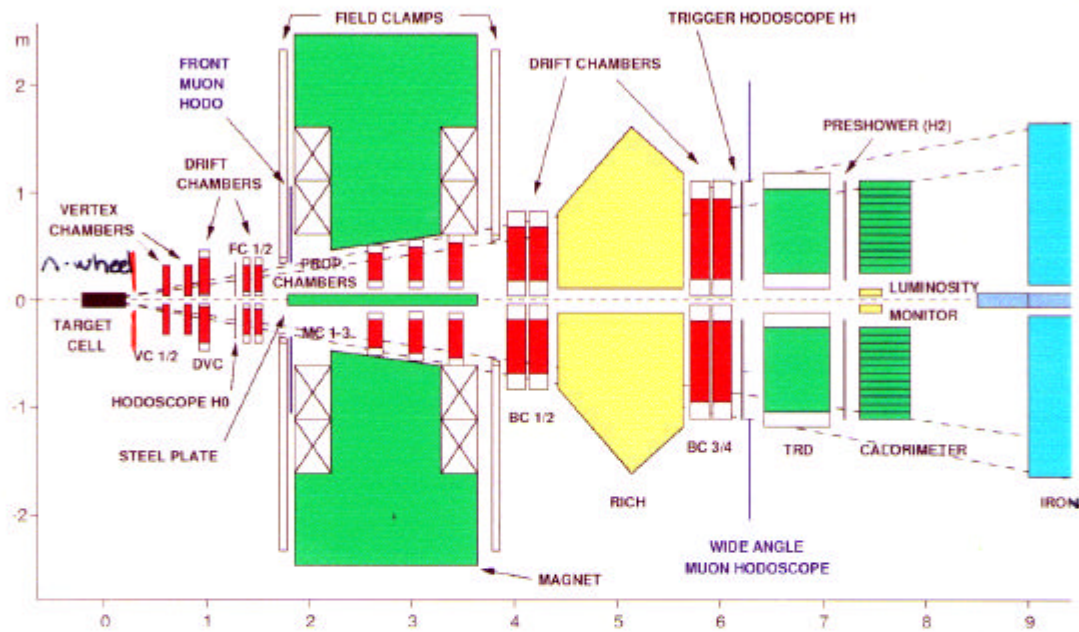 FIELD CLAMPS
TRIGGER HODOSCOPE H1
m
FRONT
MUON
HODO
DRIFT CHAMBERS
2
PRESHOWER (H2)
DRIFT
CHAMBERS
1
VERTEX
CHAMBERS
FC 1/2
Λ-wheel
PROP.
CHAMBERS
0
LUMINOSITY
MONITOR
TARGET
CELL
VC 1/2
DVC
MC 1-3
HODOSCOPE H0
-1
BC 1/2
STEEL PLATE
BC 3/4
TRD
CALORIMETER
RICH
IRON
-2
WIDE ANGLE
MUON HODOSCOPE
MAGNET
0 1 2 3 4 5 6 7 8 9